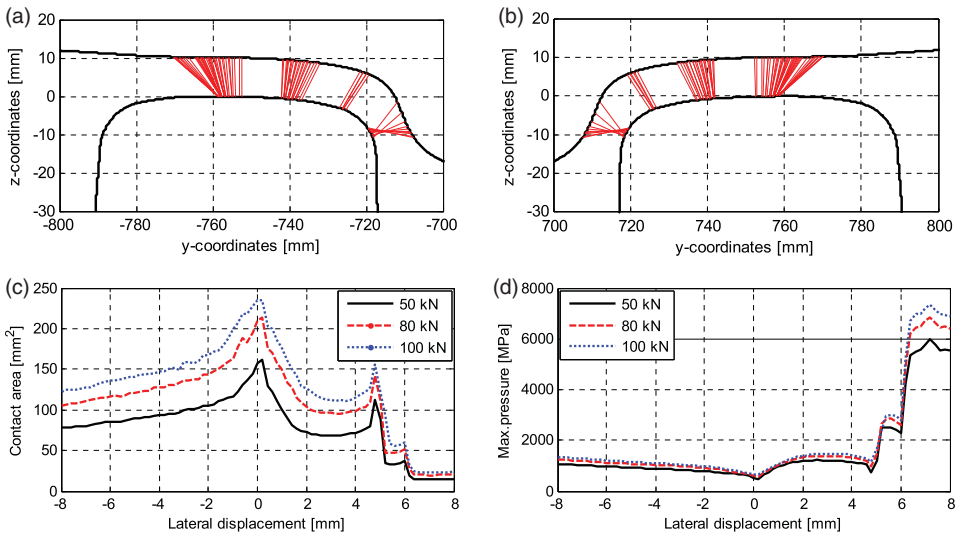 (a)
20
10
0
-10
-20
-30
z-coordinates [mm]
-800
-780
-760
-740
-720
-700
y-coordinates [mm]
(b)
20
10
0
-10
-20
-30
z-coordinates [mm]
700
720
740
760
780
800
y-coordinates [mm]
(c)
250
200
150
100
50
0
Contact area [mm2]
-8
-6
-4
-2
0
2
4
6
8
Lateral displacement [mm]
50 kN
80 kN
100 kN
(d)
8000
6000
4000
2000
0
Max.pressure [MPa]
-8
-6
-4
-2
0
2
4
6
8
Lateral displacement [mm]
50 kN
80 kN
100 kN